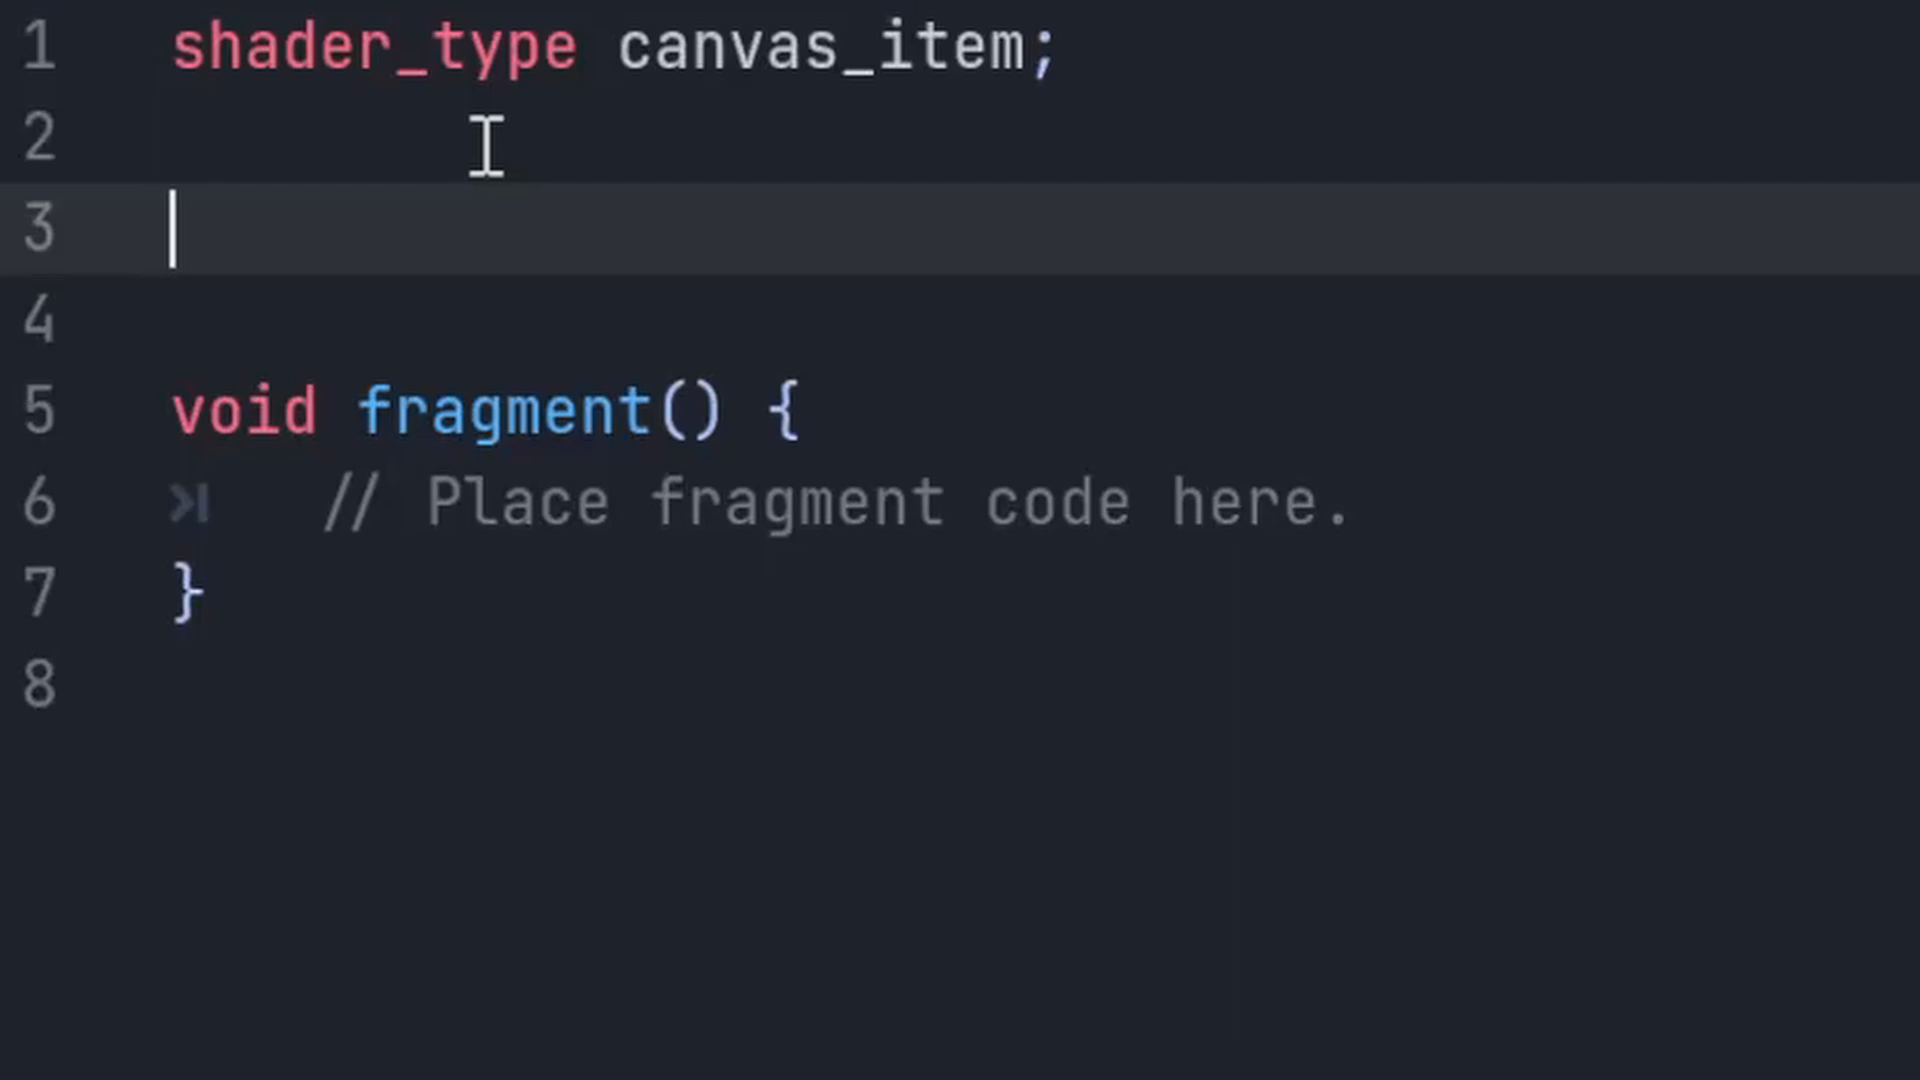 1 shader_type canvas_item;
2
3
4
5 void fragment() {
6 // Place fragment code here.
7 }
8